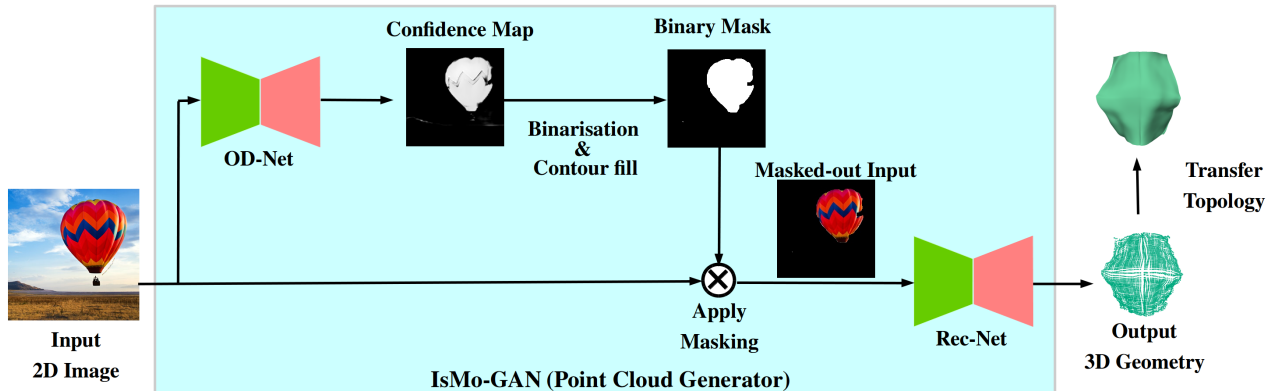 Confidence Map
Binary Mask
OD-Net
Binarisation
&
Contour fill
Masked-out Input
Transfer
Topology
Input
2D Image
Apply
Masking
Rec-Net
Output
3D Geometry
IsMo-GAN (Point Cloud Generator)